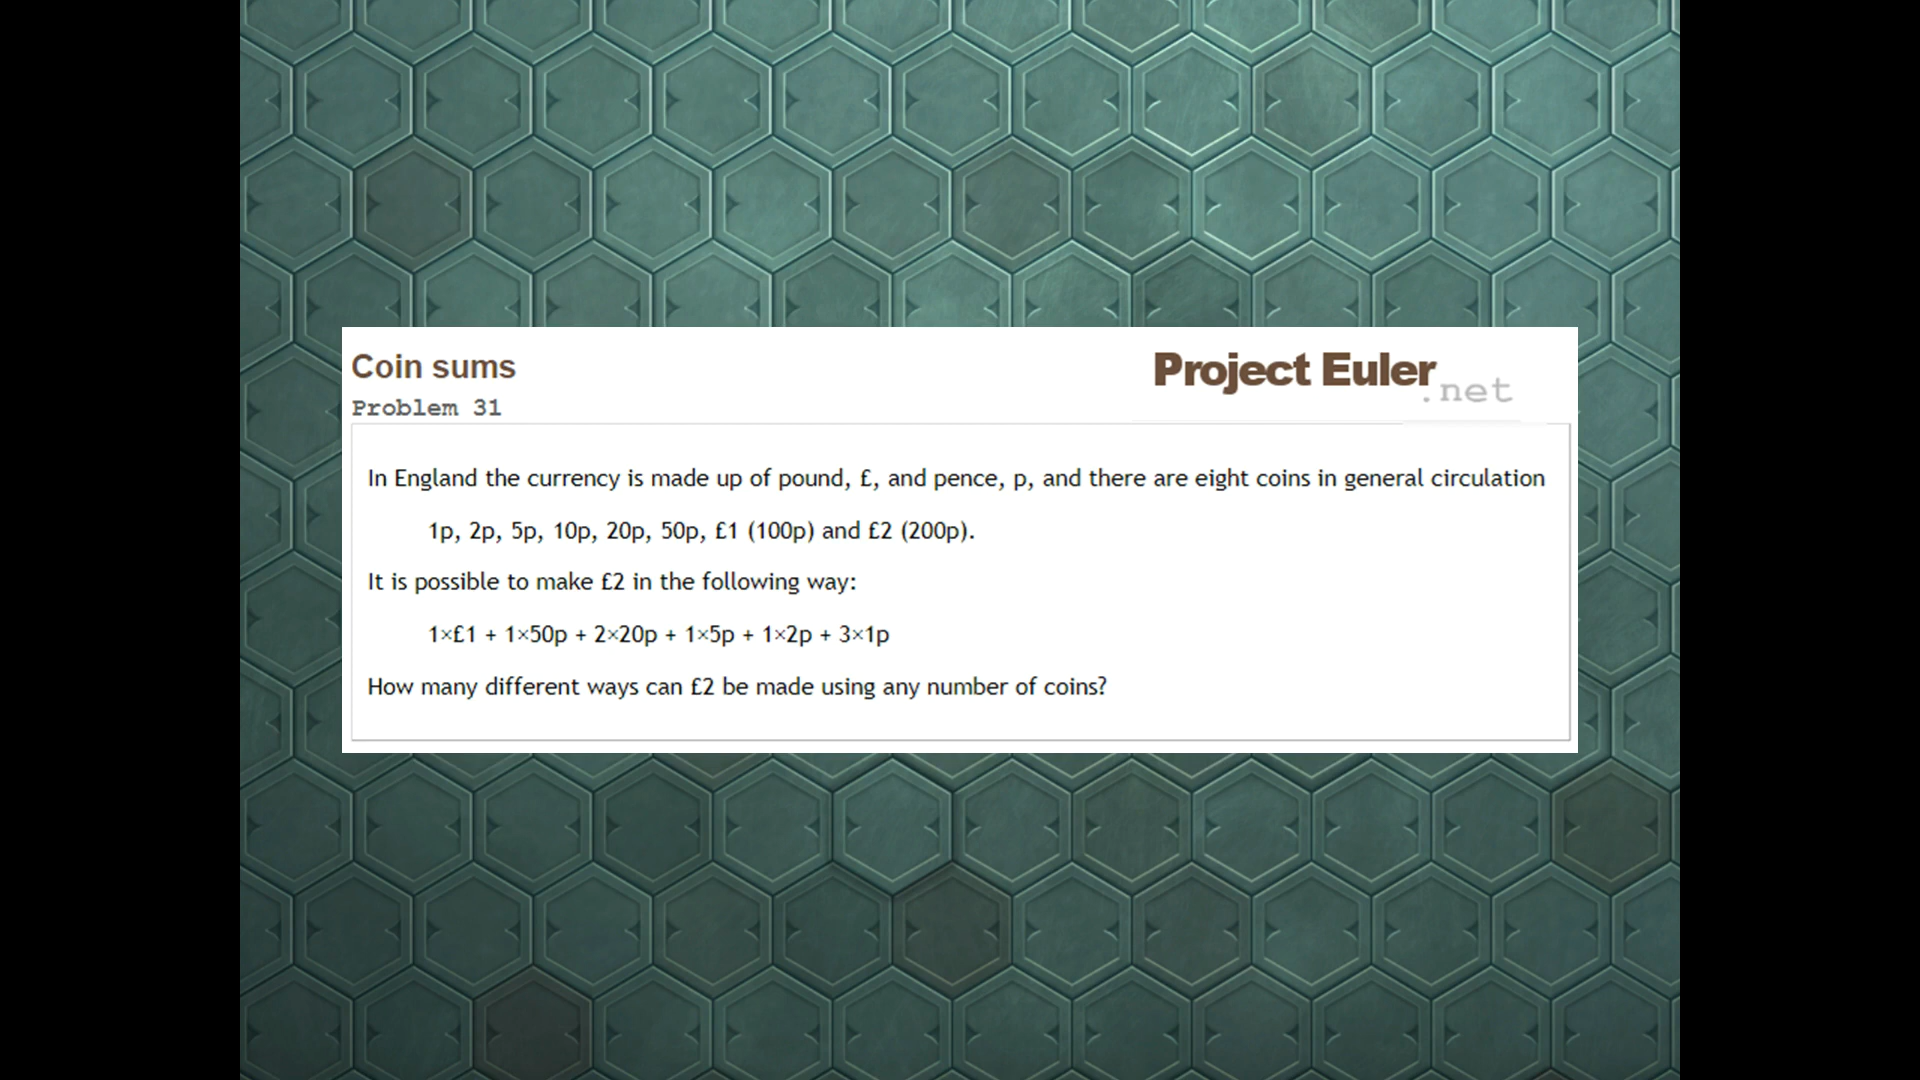 Coin sums
Project Euler
.net
Problem 31
In England the currency is made up of pound, £, and pence, p, and there are eight coins in general circulation
1p, 2p, 5p, 10p, 20p, 50p, £1 (100p) and £2 (200p).
It is possible to make £2 in the following way:
1×£1 + 1×50p + 2×20p + 1×5p + 1×2p + 3×1p
How many different ways can £2 be made using any number of coins?